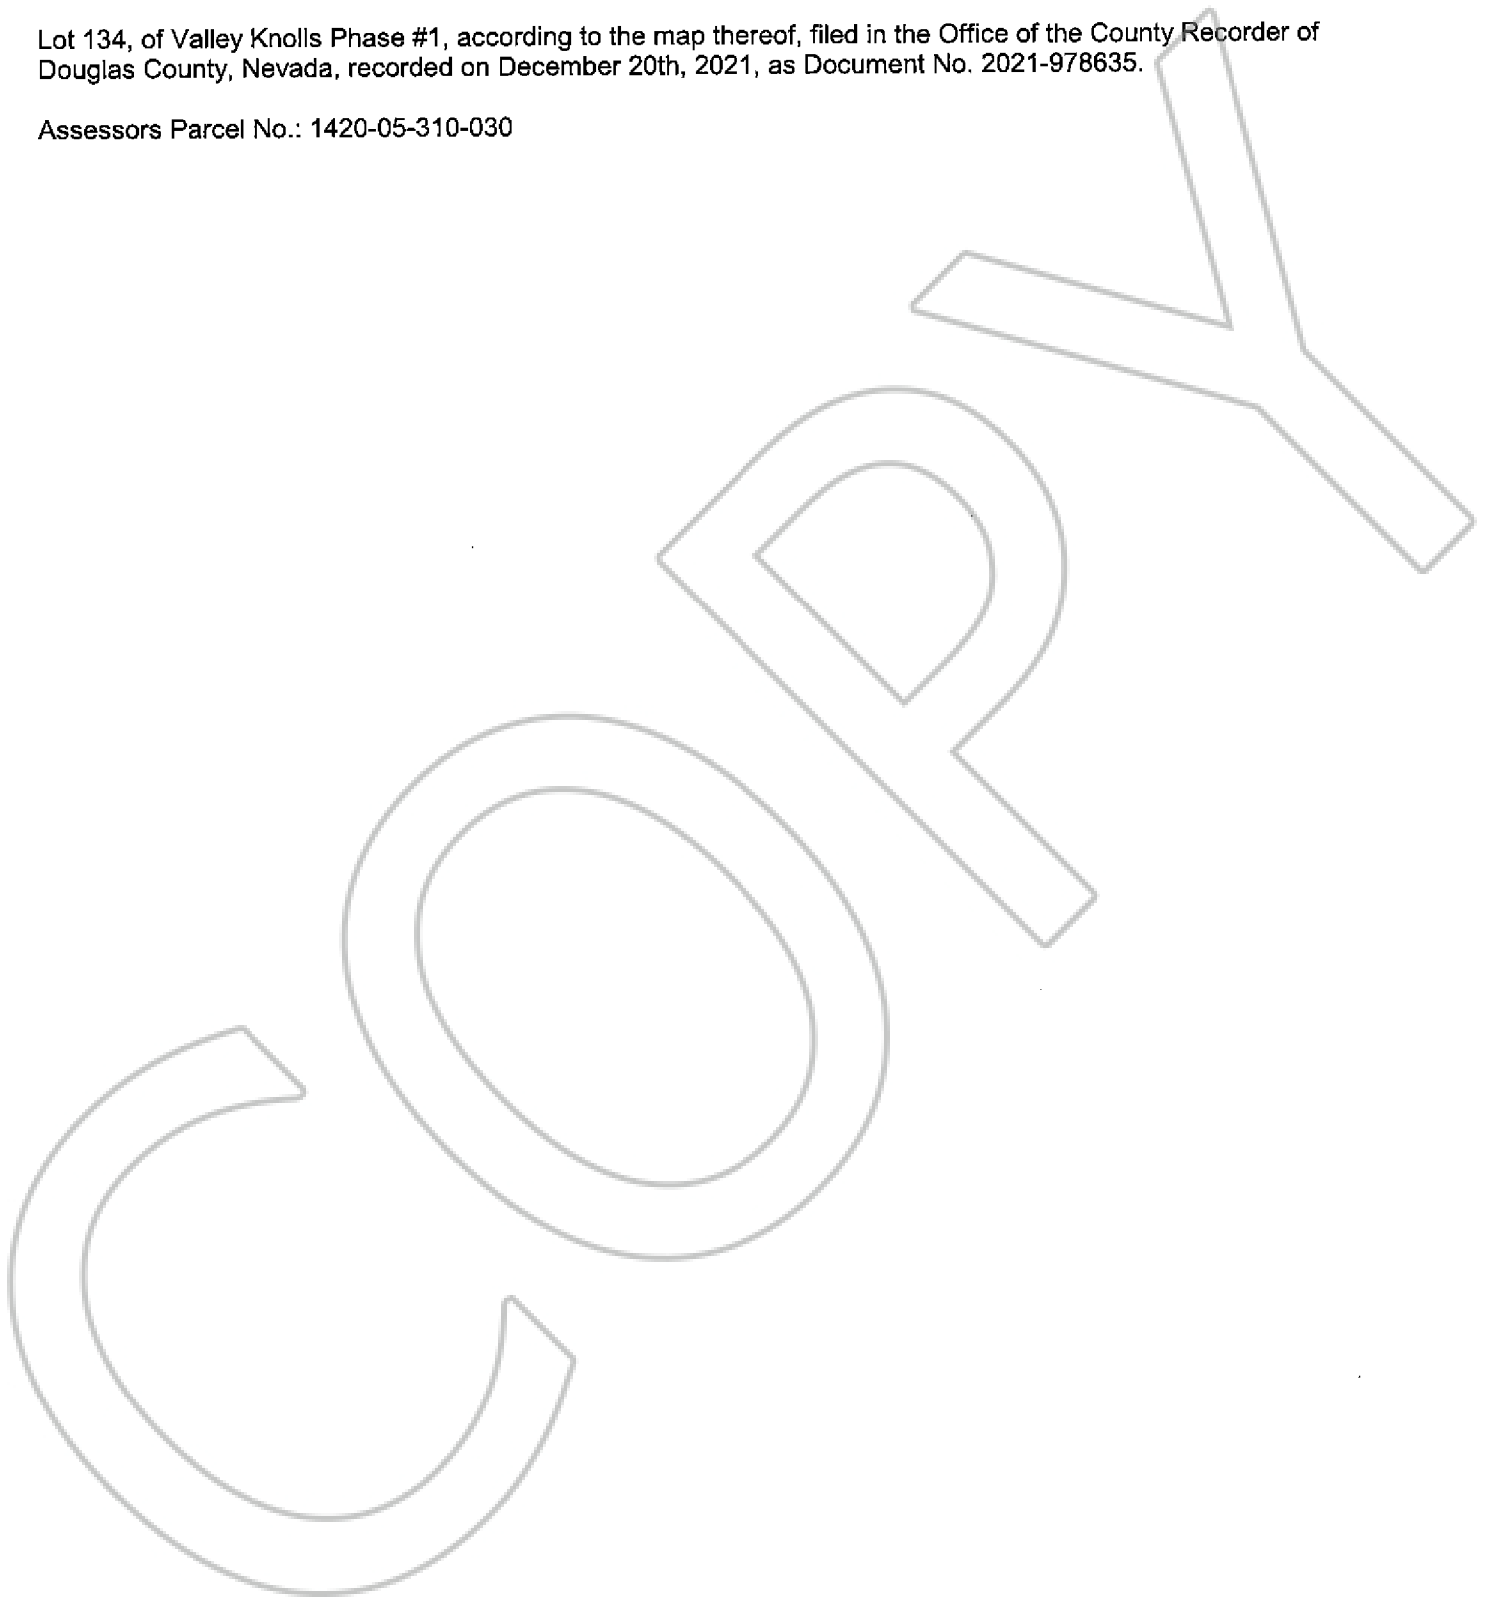 Lot 134, of Valley Knolls Phase #1, according to the map thereof, filed in the Office of the County Recorder of
Douglas County, Nevada, recorded on December 20th, 2021, as Document No. 2021-978635.
Assessors Parcel No.: 1420-05-310-030
COPY